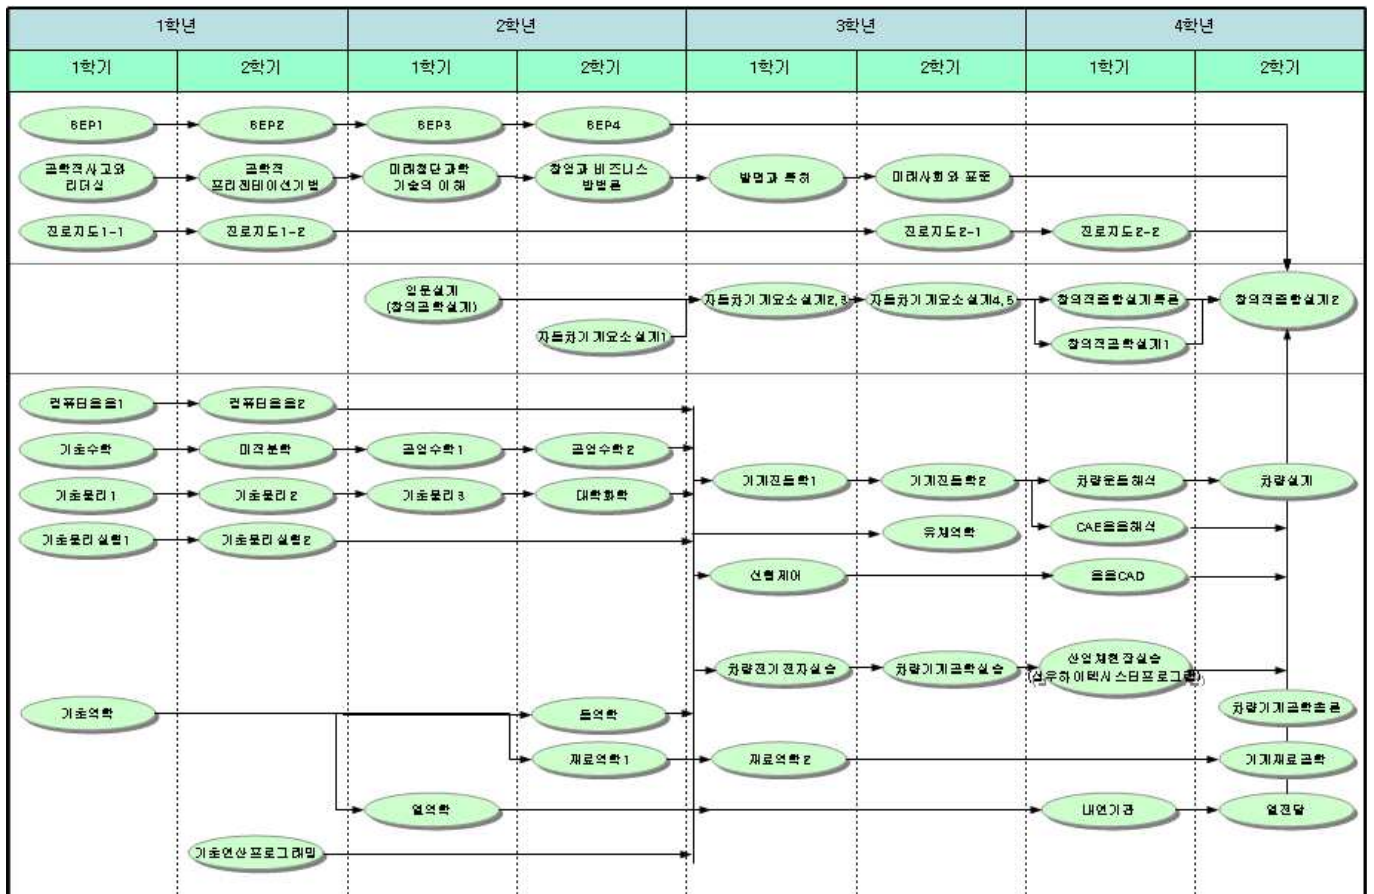 1학년 2학년 3학년 4학년
1학기 2학기 1학기 2학기 1학기 2학기 1학기 2학기
SEP1 SEP2 SEP3 SEP4
공학적사고와 공학적 미래첨단과학 창업과 비즈니스
리더십 프리젠테이션기법 기술의 이해 방법론
발명과 특허 미래사회와 표준
진로지도1-1 진로지도1-2 진로지도2-1 진로지도2-2
입문설계
(창의공학설계)
자동차기계요소설계2,3 자동차기계요소설계4,5 창의적종합설계특론 창의적종합설계2
자동차기계요소설계1 창의적공학설계1
컴퓨터응용1 컴퓨터응용2
기초수학 미적분학 공업수학1 공업수학2
기계진동학1 기계진동학2 차량운동해석 차량설계
기초물리1 기초물리2 기초물리3 대학화학
유체역학 CAE응용해석
기초물리실험1 기초물리실험2
선형제어 응용CAD
차량전기전자실습 차량기계공학실습 산업체현장실습
(성우하이텍시스터프로그램)
기초역학 동역학 차량기계공학총론
재료역학1 재료역학2 기계재료공학
열역학 내연기관 열전달
기초연산프로그래밍